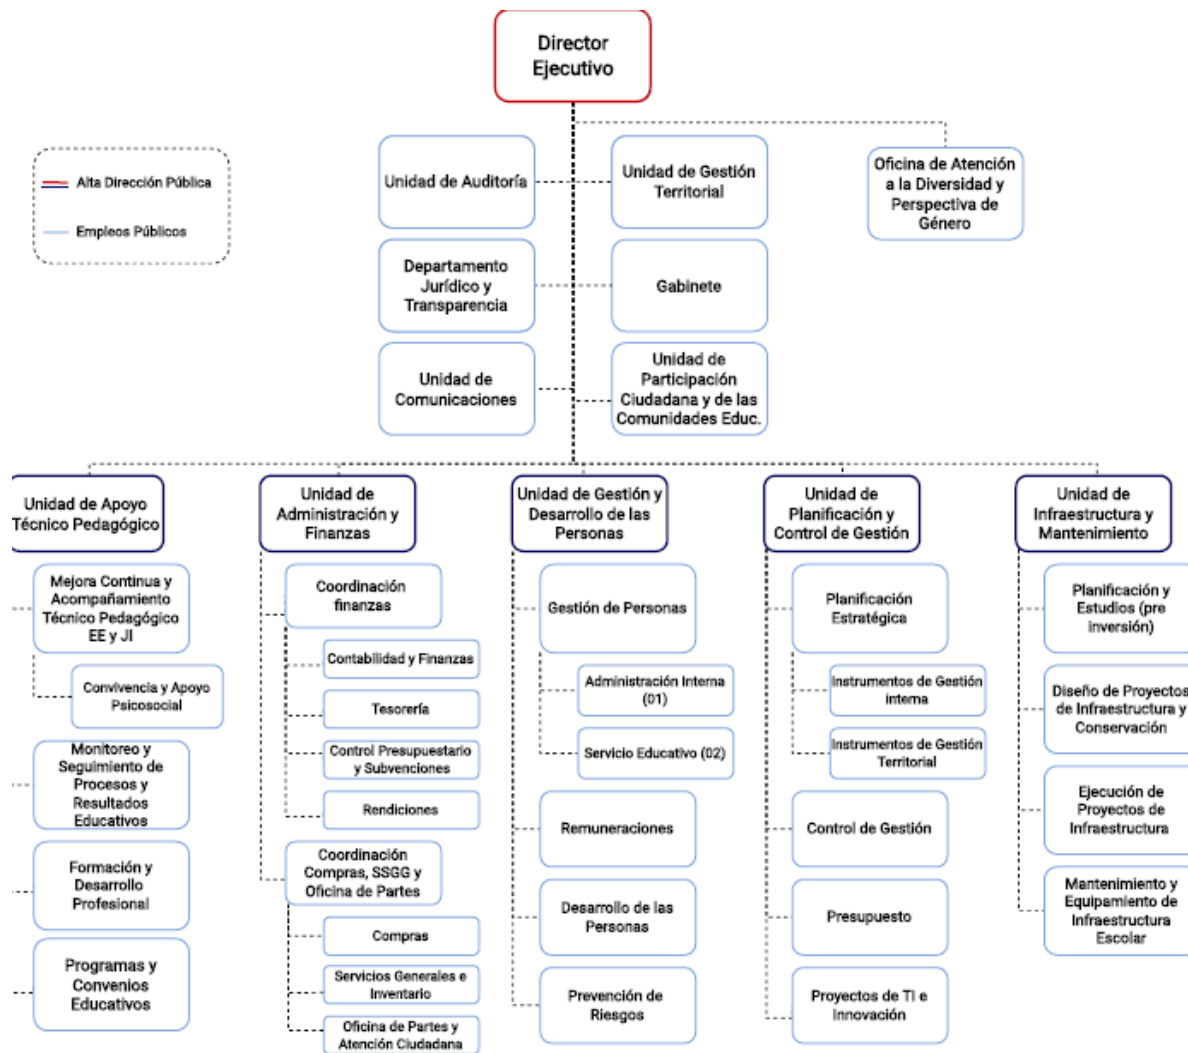 Director
Ejecutivo
Alta Dirección Pública
Empleos Públicos
Unidad de Auditoría
Unidad de Gestión
Territorial
Oficina de Atención
a la Diversidad y
Perspectiva de
Género
Departamento
Jurídico y
Transparencia
Gabinete
Unidad de
Comunicaciones
Unidad de
Participación
Ciudadana y de las
Comunidades Educ.
Unidad de Apoyo
Técnico Pedagógico
Mejora Continua y
Acompañamiento
Técnico Pedagógico
EE y JI
Convivencia y Apoyo
Psicosocial
Monitoreo y
Seguimiento de
Procesos y
Resultados
Educativos
Formación y
Desarrollo
Profesional
Programas y
Convenios
Educativos
Unidad de
Administración y
Finanzas
Coordinación
finanzas
Contabilidad y Finanzas
Tesorería
Control Presupuestario
y Subvenciones
Rendiciones
Coordinación
Compras, SSGG y
Oficina de Partes
Compras
Servicios Generales e
Inventario
Oficina de Partes y
Atención Ciudadana
Unidad de Gestión y
Desarrollo de las
Personas
Gestión de Personas
Administración Interna
(01)
Servicio Educativo (02)
Remuneraciones
Desarrollo de las
Personas
Prevención de
Riesgos
Unidad de
Planificación y
Control de Gestión
Planificación
Estratégica
Instrumentos de Gestión
interna
Instrumentos de Gestión
Territorial
Control de Gestión
Presupuesto
Proyectos de TI e
Innovación
Unidad de
Infraestructura y
Mantenimiento
Planificación y
Estudios (pre
inversión)
Diseño de Proyectos
de Infraestructura y
Conservación
Ejecución de
Proyectos de
Infraestructura
Mantenimiento y
Equipamiento de
Infraestructura
Escolar